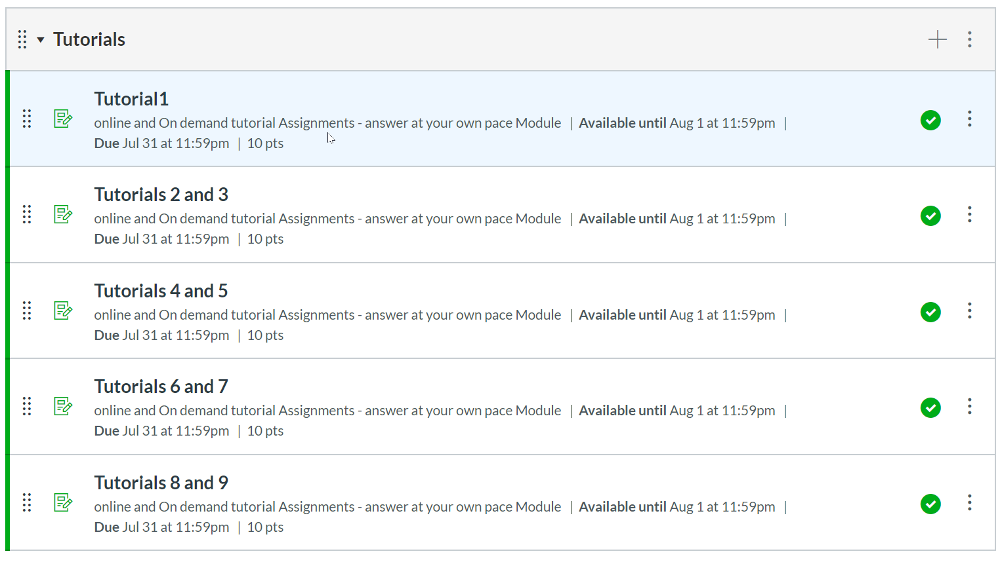 Tutorials
Tutorial1
online and On demand tutorial Assignments - answer at your own pace Module | Available until Aug 1 at 11:59pm |
Due Jul 31 at 11:59pm | 10 pts
Tutorials 2 and 3
online and On demand tutorial Assignments - answer at your own pace Module | Available until Aug 1 at 11:59pm |
Due Jul 31 at 11:59pm | 10 pts
Tutorials 4 and 5
online and On demand tutorial Assignments - answer at your own pace Module | Available until Aug 1 at 11:59pm |
Due Jul 31 at 11:59pm | 10 pts
Tutorials 6 and 7
online and On demand tutorial Assignments - answer at your own pace Module | Available until Aug 1 at 11:59pm |
Due Jul 31 at 11:59pm | 10 pts
Tutorials 8 and 9
online and On demand tutorial Assignments - answer at your own pace Module | Available until Aug 1 at 11:59pm |
Due Jul 31 at 11:59pm | 10 pts